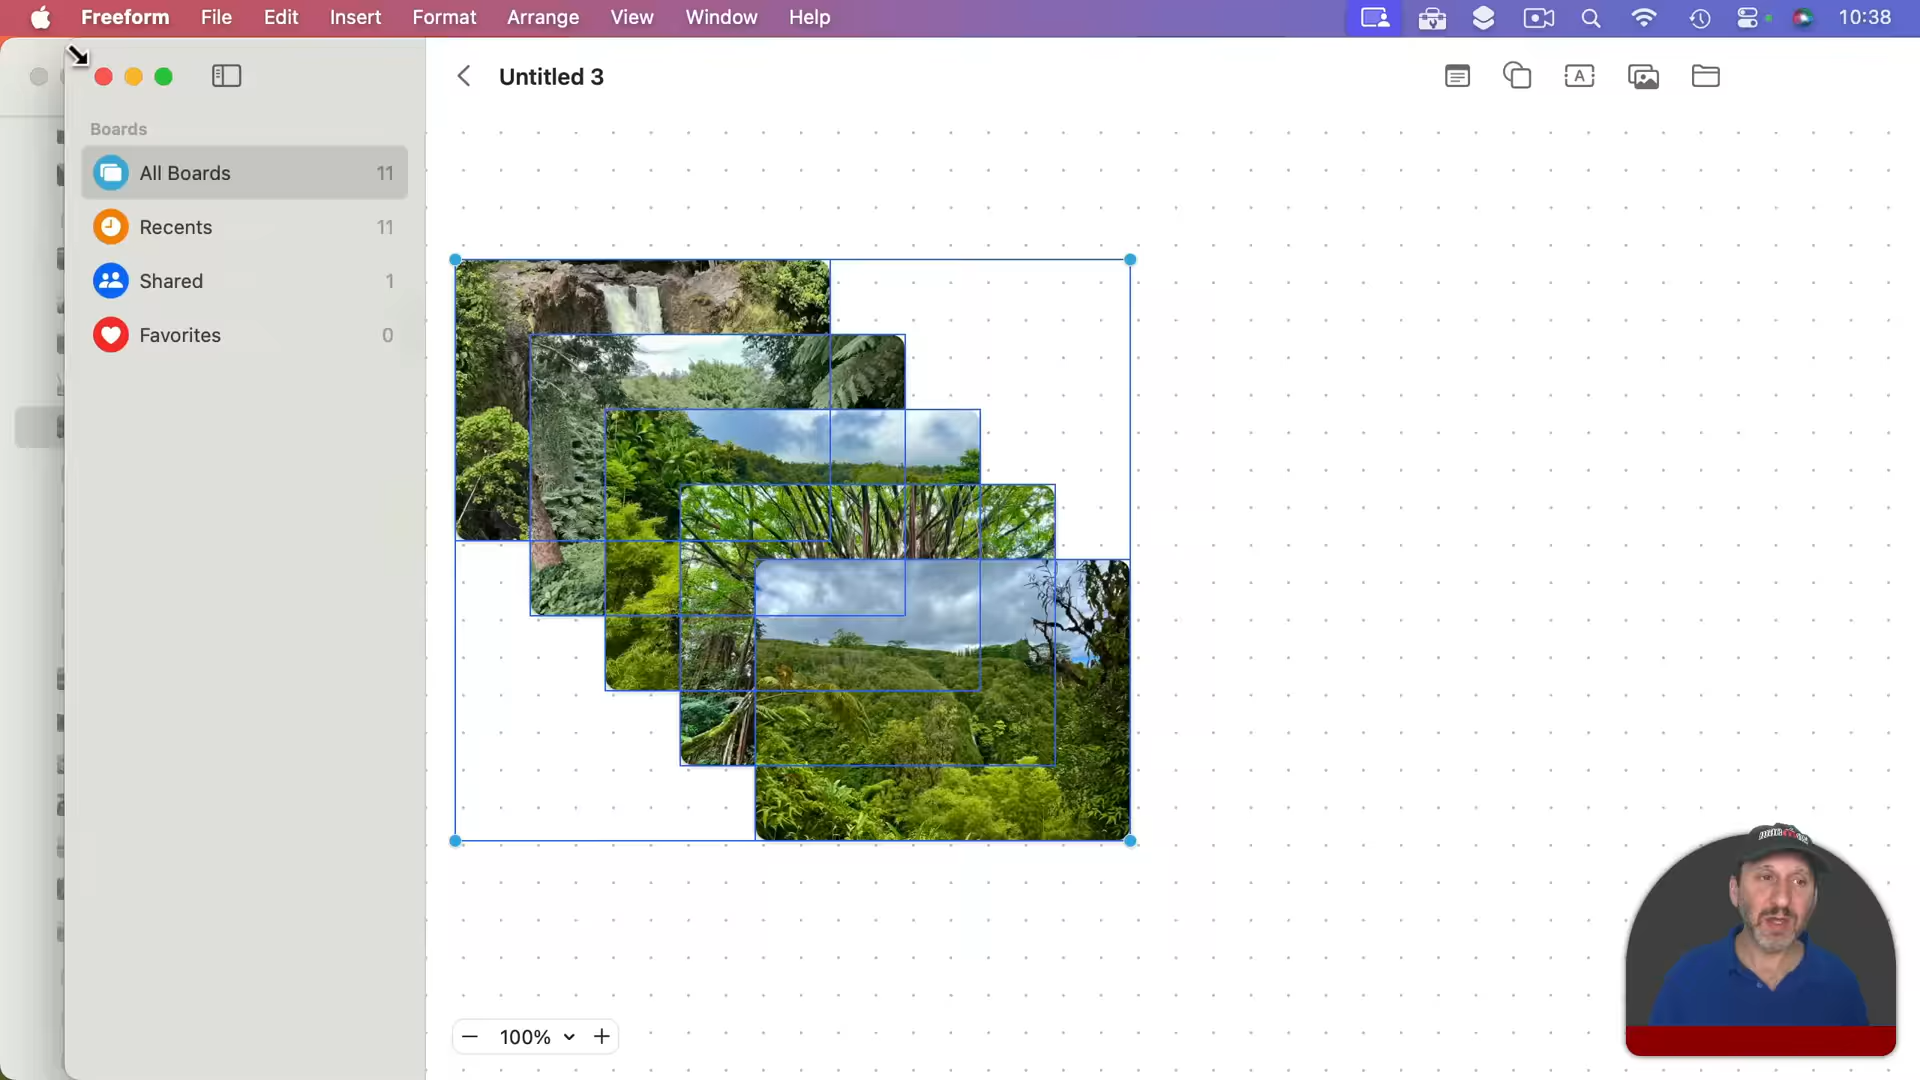 Freeform File Edit Insert Format Arrange View Window Help 10:38
Untitled 3
A
Boards
All Boards 11
Recents 11
Shared 1
Favorites 0
100%